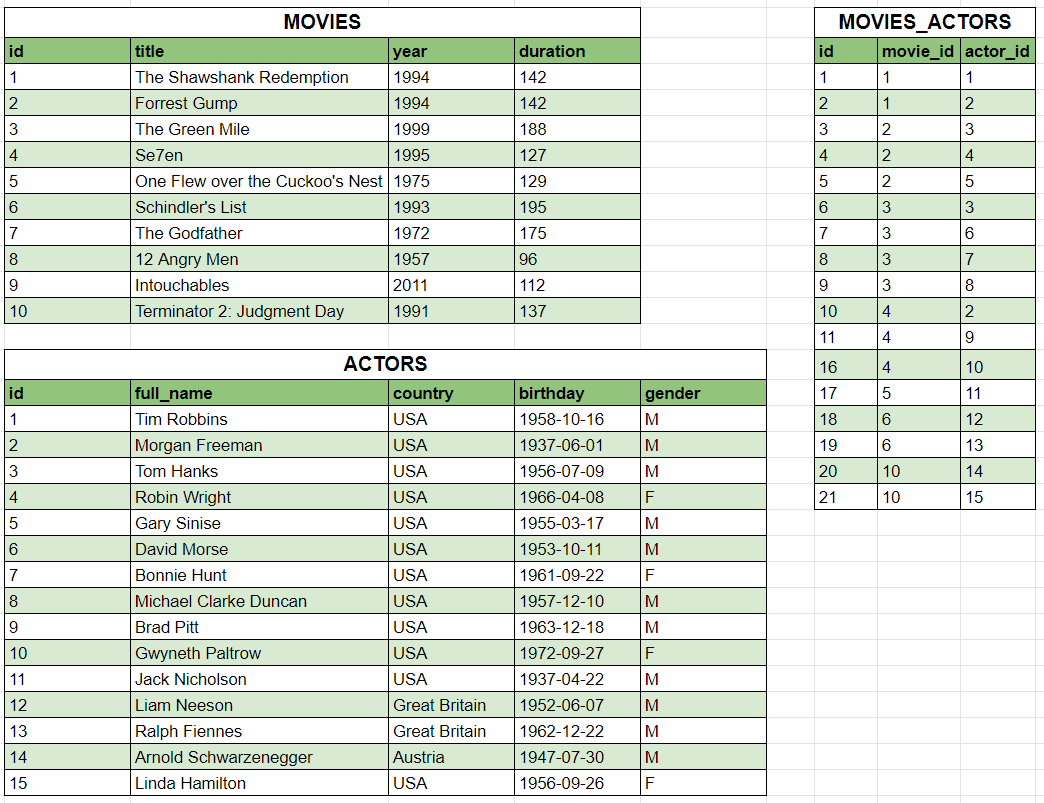 MOVIES
id title year duration
1 The Shawshank Redemption 1994 142
2 Forrest Gump 1994 142
3 The Green Mile 1999 188
4 Se7en 1995 127
5 One Flew over the Cuckoo's Nest 1975 129
6 Schindler's List 1993 195
7 The Godfather 1972 175
8 12 Angry Men 1957 96
9 Intouchables 2011 112
10 Terminator 2: Judgment Day 1991 137
ACTORS
id full_name country birthday gender
1 Tim Robbins USA 1958-10-16 M
2 Morgan Freeman USA 1937-06-01 M
3 Tom Hanks USA 1956-07-09 M
4 Robin Wright USA 1966-04-08 F
5 Gary Sinise USA 1955-03-17 M
6 David Morse USA 1953-10-11 M
7 Bonnie Hunt USA 1961-09-22 F
8 Michael Clarke Duncan USA 1957-12-10 M
9 Brad Pitt USA 1963-12-18 M
10 Gwyneth Paltrow USA 1972-09-27 F
11 Jack Nicholson USA 1937-04-22 M
12 Liam Neeson Great Britain 1952-06-07 M
13 Ralph Fiennes Great Britain 1962-12-22 M
14 Arnold Schwarzenegger Austria 1947-07-30 M
15 Linda Hamilton USA 1956-09-26 F
MOVIES_ACTORS
id movie_id actor_id
1 1 1
2 1 2
3 2 3
4 2 4
5 2 5
6 3 3
7 3 6
8 3 7
9 3 8
10 4 2
11 4 9
16 4 10
17 5 11
18 6 12
19 6 13
20 10 14
21 10 15